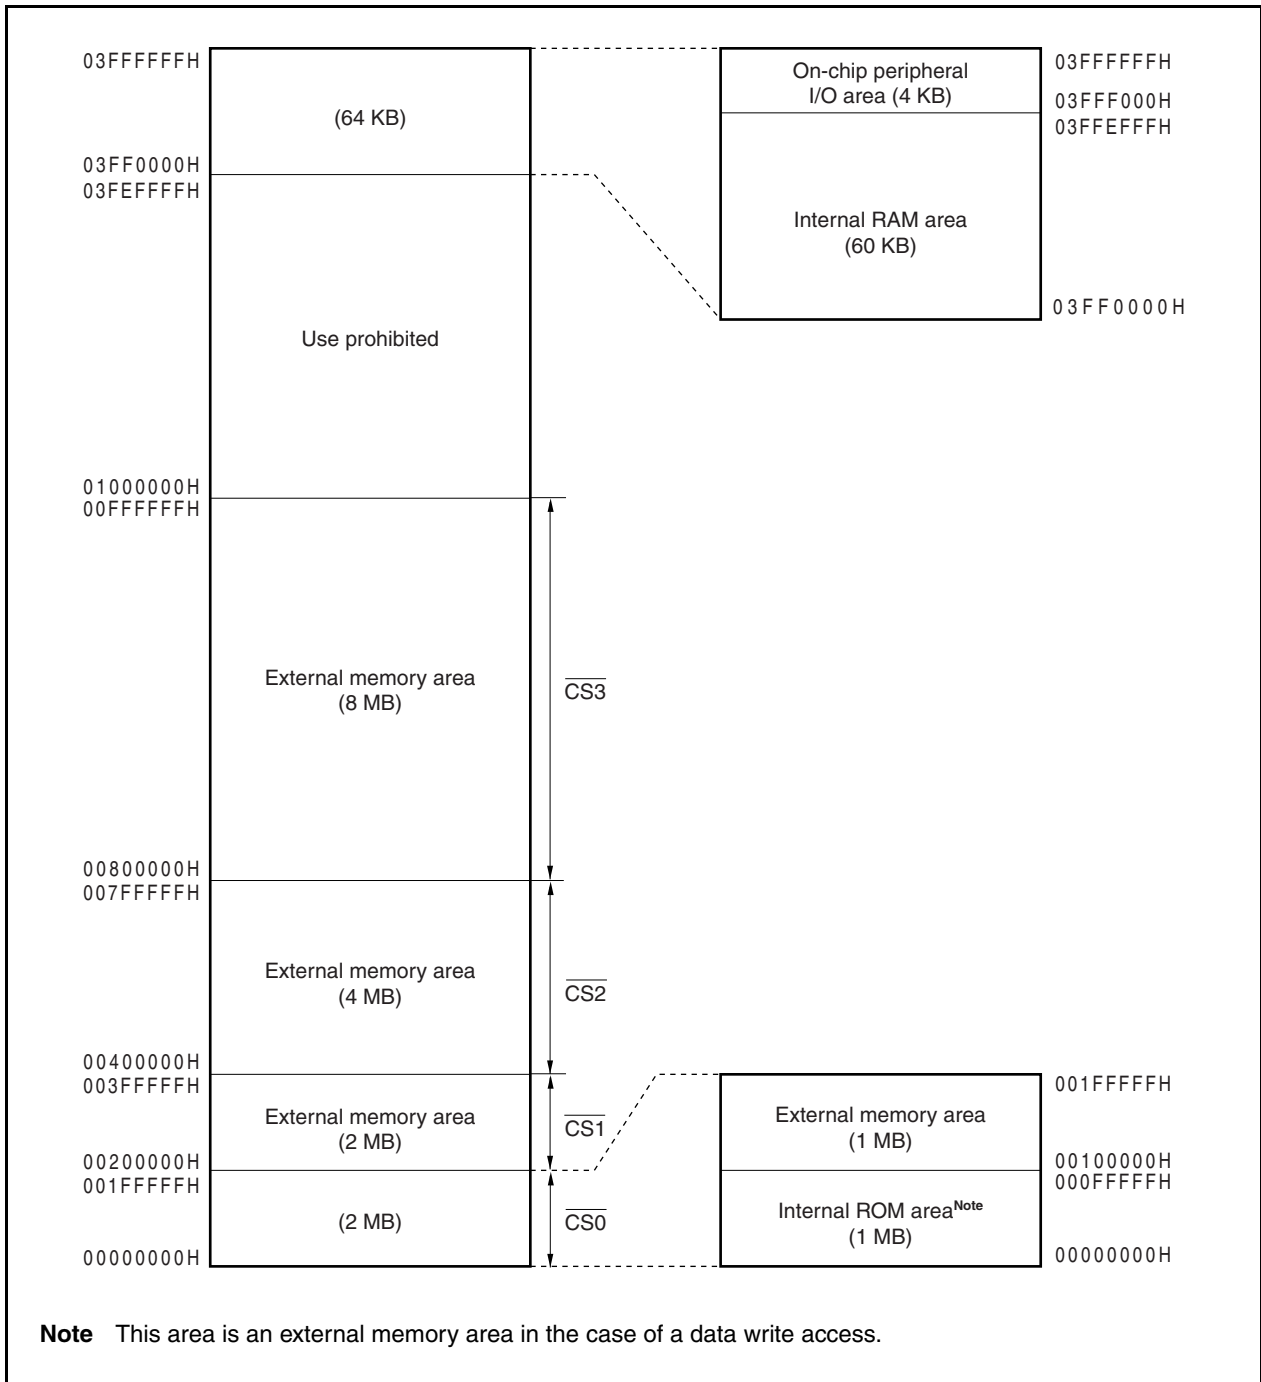 03FFFFFFH
(64 KB)
03FF0000H
03FEFFFFH
Use prohibited
01000000H
00FFFFFFH
External memory area
(8 MB)
CS3
00800000H
007FFFFFH
External memory area
(4 MB)
CS2
00400000H
003FFFFFH
External memory area
(2 MB)
CS1
00200000H
001FFFFFH
(2 MB)
CS0
00000000H
On-chip peripheral
I/O area (4 KB)
03FFFFFFH
03FFF000H
03FFEFFFH
Internal RAM area
(60 KB)
03FF0000H
001FFFFFH
External memory area
(1 MB)
00100000H
000FFFFFH
Internal ROM areaNote
(1 MB)
00000000H
Note This area is an external memory area in the case of a data write access.